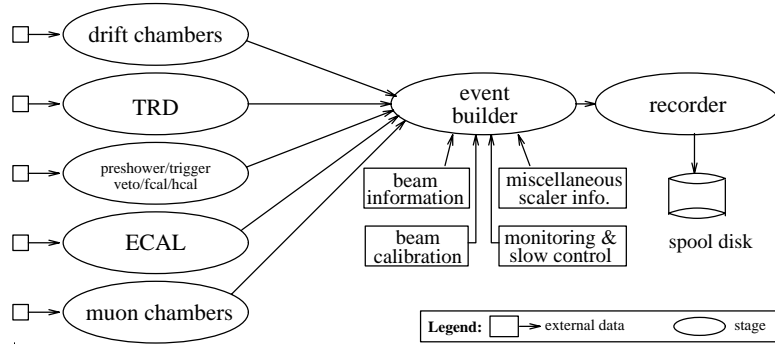 drift chambers
TRD
preshower/trigger
veto/fcal/hcal
ECAL
muon chambers
event
builder
recorder
beam
information
miscellaneous
scaler info.
beam
calibration
monitoring &
slow control
spool disk
Legend:
external data
stage